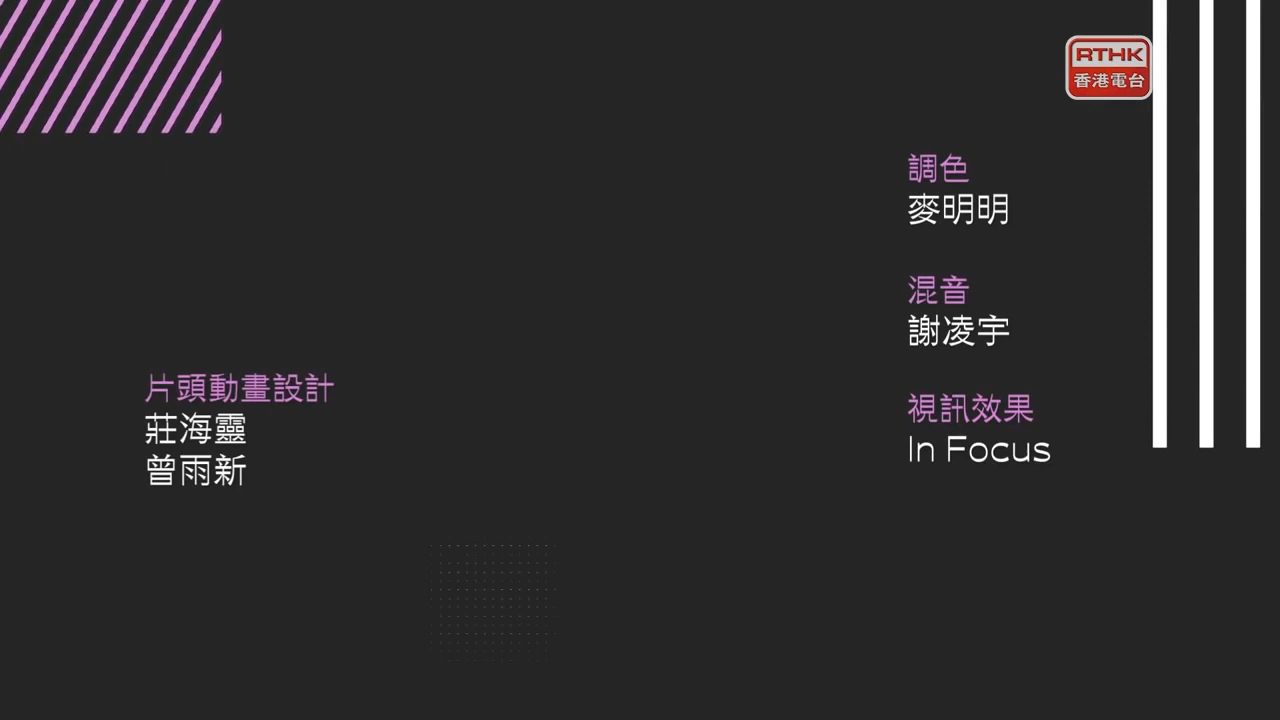 RTHK
香港電台
調色
麥明明
混音
謝凌宇
視訊效果
In Focus
片頭動畫設計
莊海靈
曾雨新